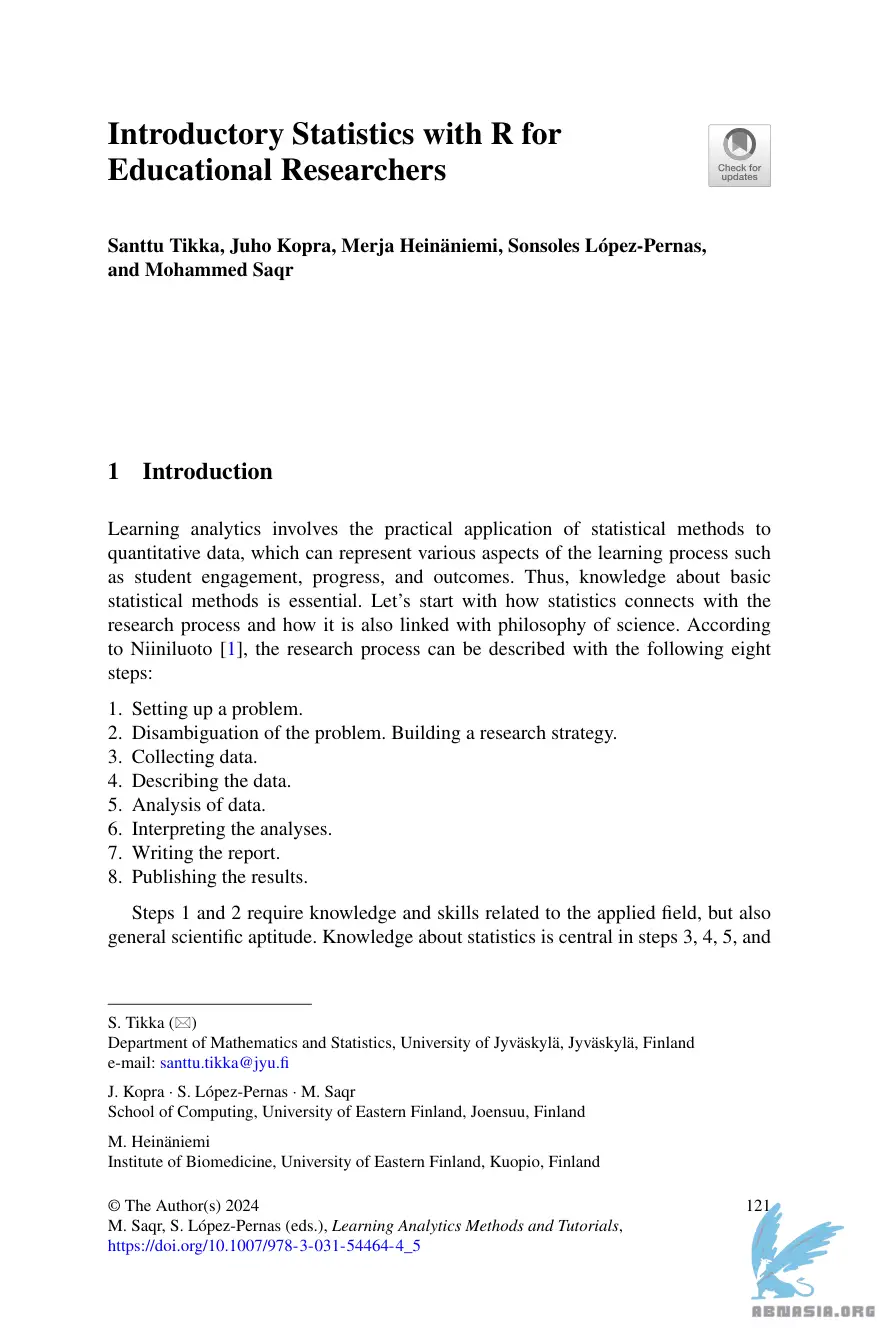 Introductory Statistics with R for
Educational Researchers
Check for
updates
Santtu Tikka, Juho Kopra, Merja Heinäniemi, Sonsoles López-Pernas,
and Mohammed Saqr
1 Introduction
Learning analytics involves the practical application of statistical methods to
quantitative data, which can represent various aspects of the learning process such
as student engagement, progress, and outcomes. Thus, knowledge about basic
statistical methods is essential. Let’s start with how statistics connects with the
research process and how it is also linked with philosophy of science. According
to Niiniluoto [1], the research process can be described with the following eight
steps:
1. Setting up a problem.
2. Disambiguation of the problem. Building a research strategy.
3. Collecting data.
4. Describing the data.
5. Analysis of data.
6. Interpreting the analyses.
7. Writing the report.
8. Publishing the results.
Steps 1 and 2 require knowledge and skills related to the applied field, but also
general scientific aptitude. Knowledge about statistics is central in steps 3, 4, 5, and
S. Tikka (✉)
Department of Mathematics and Statistics, University of Jyväskylä, Jyväskylä, Finland
e-mail: santtu.tikka@jyu.fi
J. Kopra · S. López-Pernas · M. Saqr
School of Computing, University of Eastern Finland, Joensuu, Finland
M. Heinäniemi
Institute of Biomedicine, University of Eastern Finland, Kuopio, Finland
© The Author(s) 2024 121
M. Saqr, S. López-Pernas (eds.), Learning Analytics Methods and Tutorials,
https://doi.org/10.1007/978-3-031-54464-4_5
ABNASIA.ORG